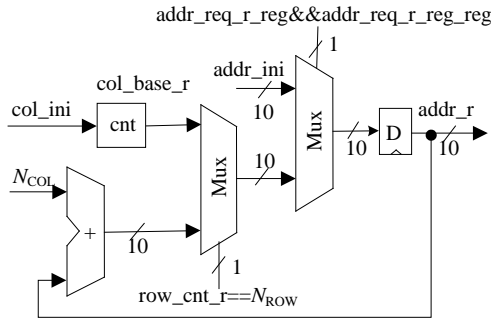 addr_req_r_reg&&addr_req_r_reg_reg
1
col_base_r
addr_ini
col_ini
cnt
10
addr_r
Mux
Mux
10
10
D
10
N_COL
+
10
1
row_cnt_r==N_ROW